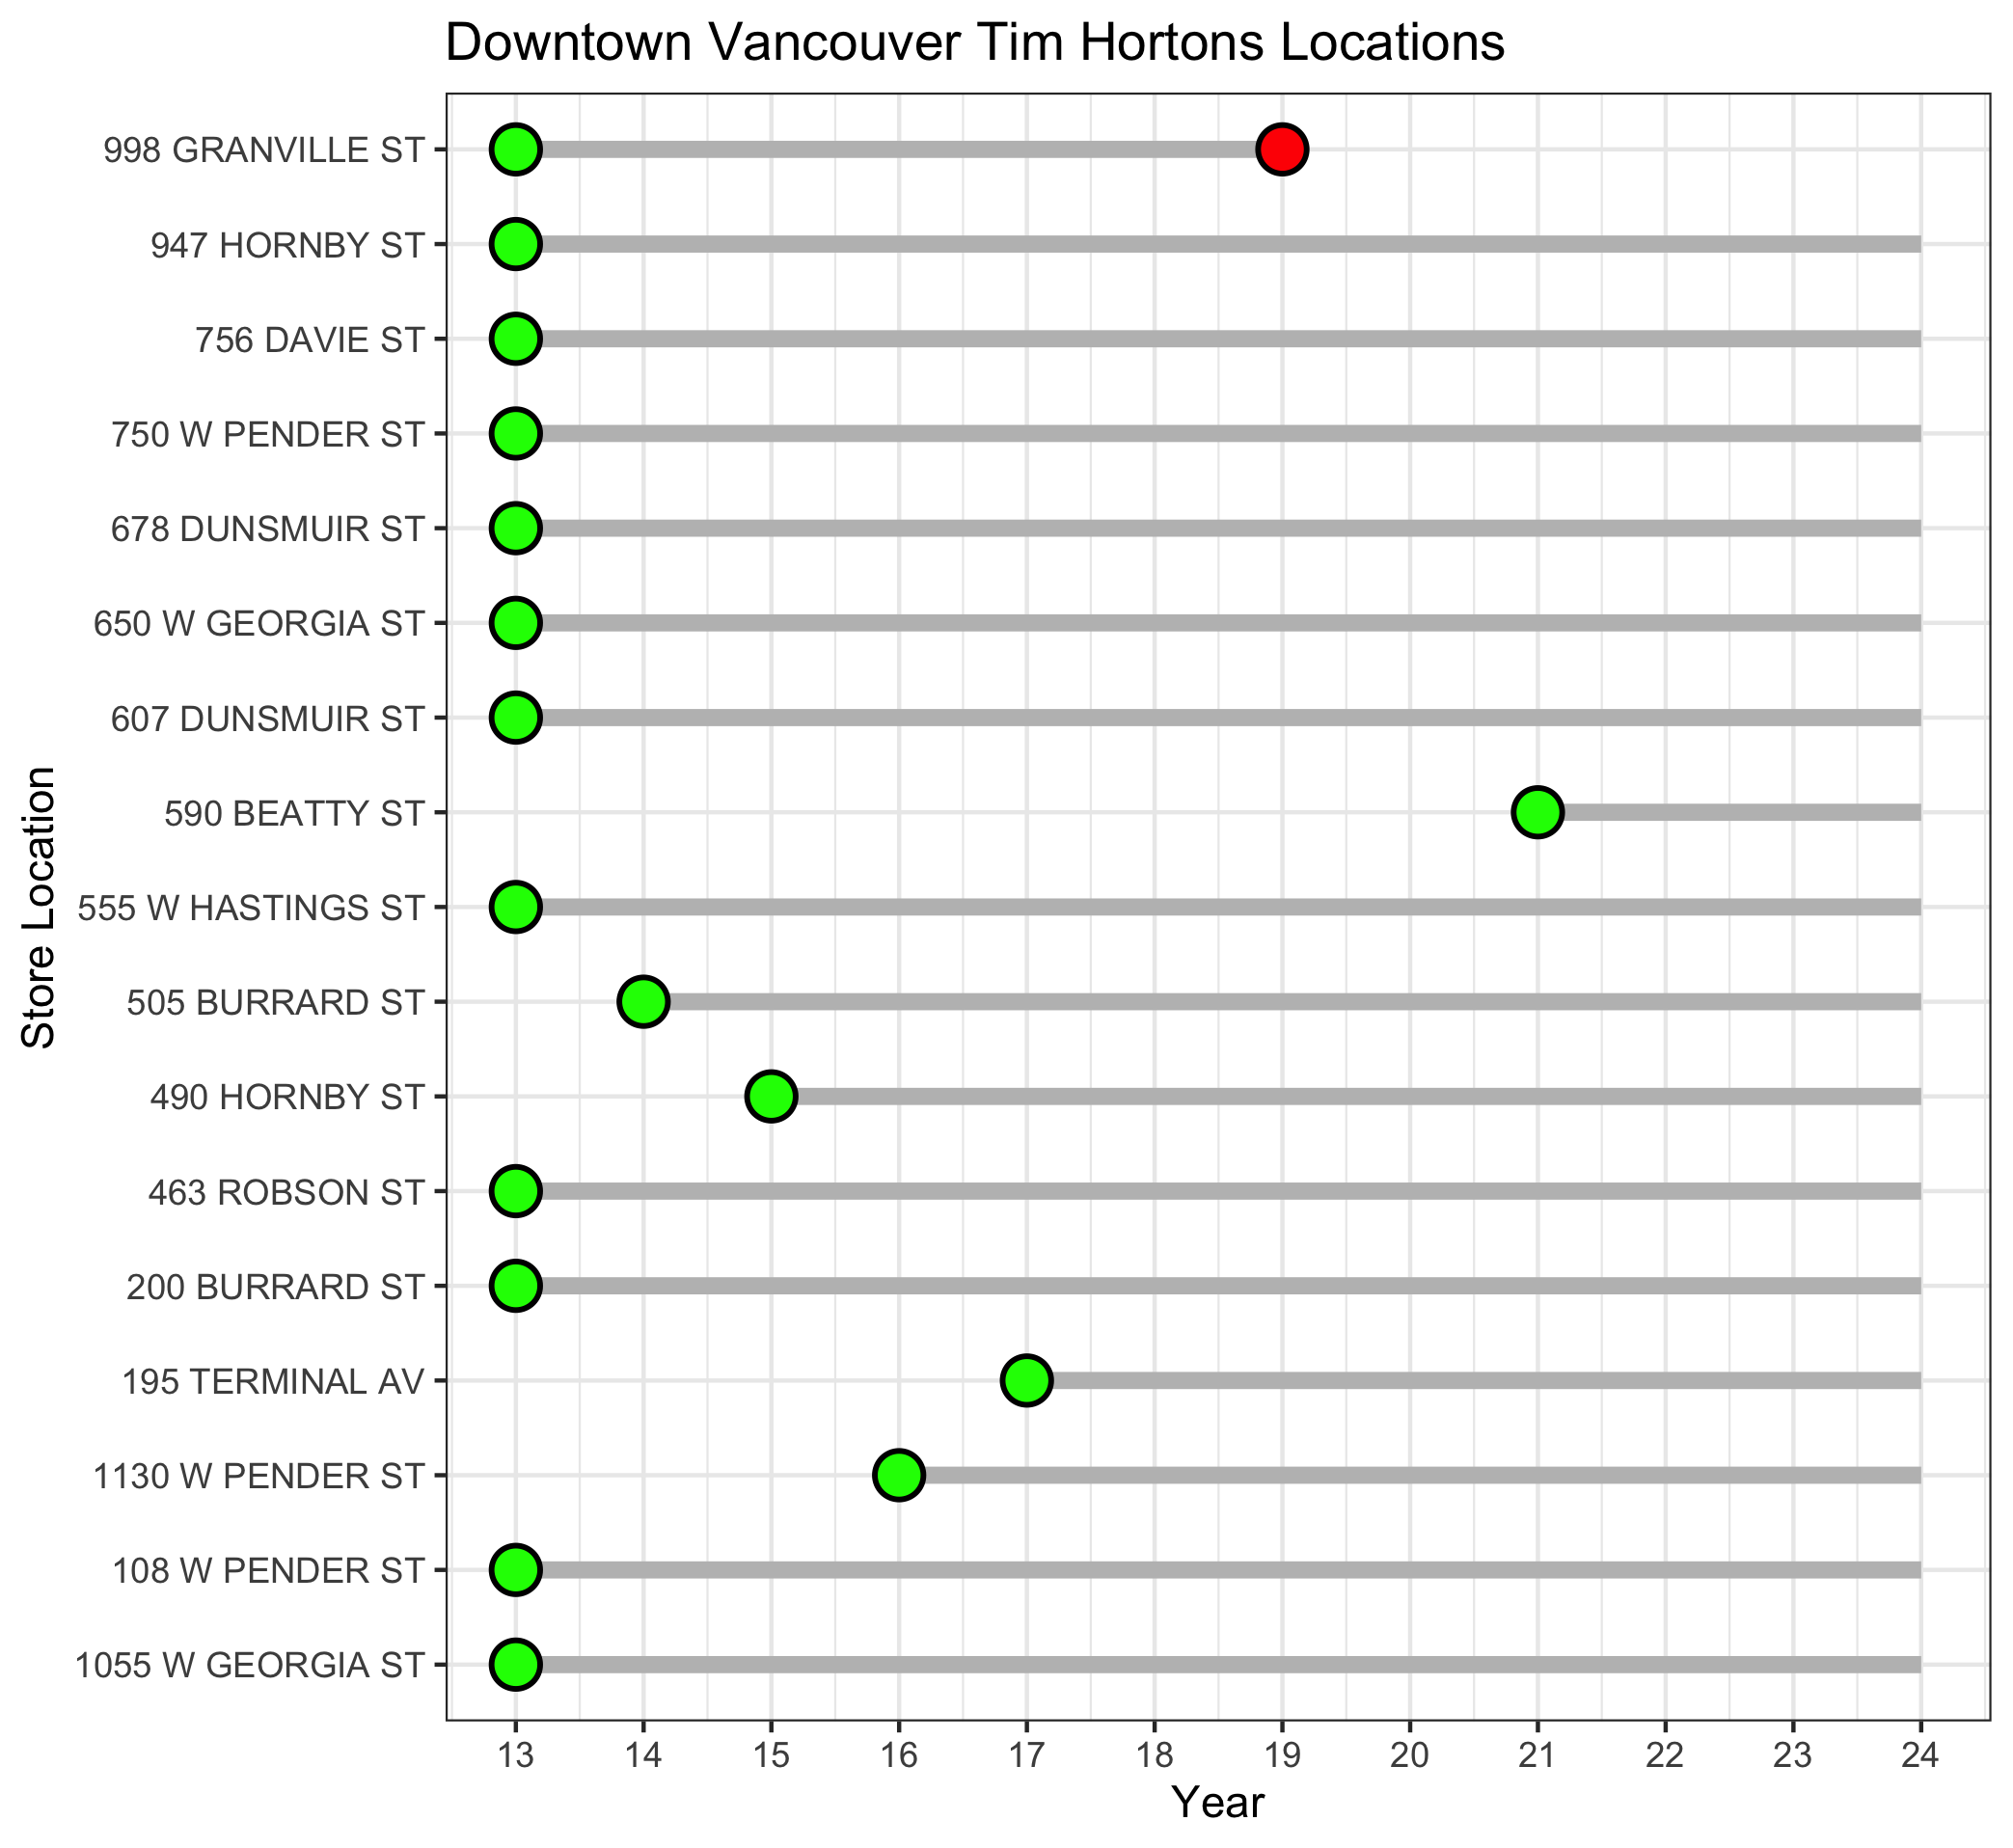 Downtown Vancouver Tim Hortons Locations
Store Location
998 GRANVILLE ST
947 HORNBY ST
756 DAVIE ST
750 W PENDER ST
678 DUNSMUIR ST
650 W GEORGIA ST
607 DUNSMUIR ST
590 BEATTY ST
555 W HASTINGS ST
505 BURRARD ST
490 HORNBY ST
463 ROBSON ST
200 BURRARD ST
195 TERMINAL AV
1130 W PENDER ST
108 W PENDER ST
1055 W GEORGIA ST
13 14 15 16 17 18 19 20 21 22 23 24
Year